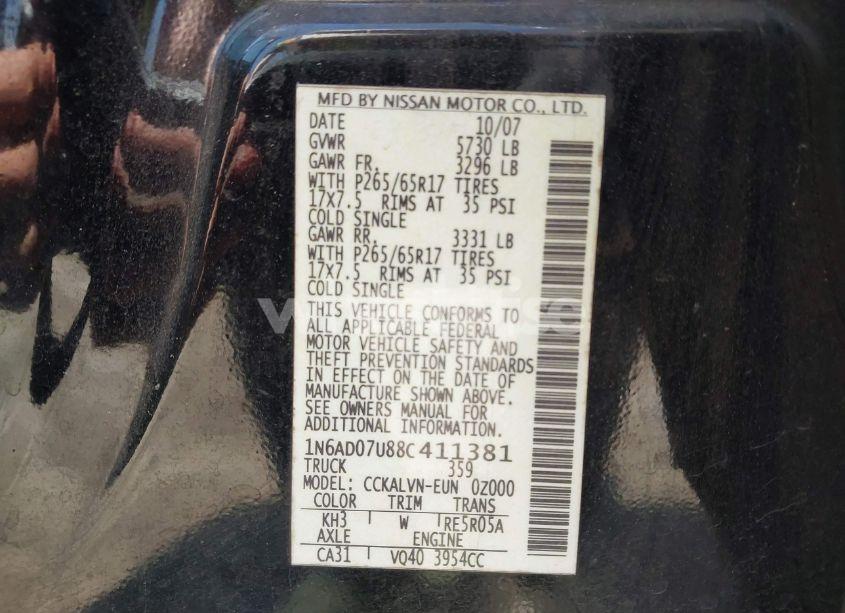 MFD BY NISSAN MOTOR CO., LTD.
DATE 10/07
GVWR 5730 LB
GAWR FR. 3296 LB
WITH P265/65R17 TIRES
17X7.5 RIMS AT 35 PSI
COLD SINGLE
GAWR RR. 3331 LB
WITH P265/65R17 TIRES
17X7.5 RIMS AT 35 PSI
COLD SINGLE
THIS VEHICLE CONFORMS TO
ALL APPLICABLE FEDERAL
MOTOR VEHICLE SAFETY AND
THEFT PREVENTION STANDARDS
IN EFFECT ON THE DATE OF
MANUFACTURE SHOWN ABOVE.
SEE OWNERS MANUAL FOR
ADDITIONAL INFORMATION.
1N6AD07U88C411381
TRUCK 359
MODEL: CCKALVN-EUN 0Z000
COLOR TRIM TRANS
KH3 W RE5R05A
AXLE ENGINE
CA31 VQ40 3954CC